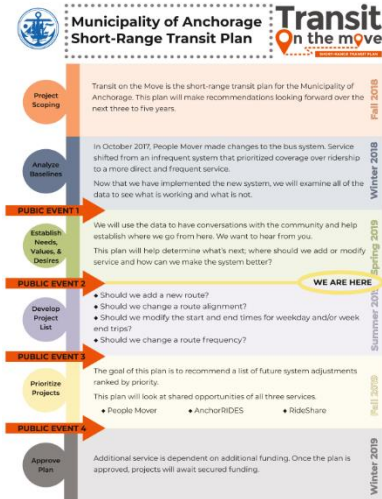 Municipality of Anchorage
Short-Range Transit Plan
Transit
On the move
SHORT-RANGE TRANSIT PLAN
Project
Scoping
Transit on the Move is the short-range transit plan for the Municipality of
Anchorage. This plan will make recommendations looking forward over the
next three to five years.
Fall 2018
Analyze
Baselines
In October 2017, People Mover made changes to the bus system. Service
shifted from an infrequent system that prioritized coverage over ridership
to a more direct and frequent service.
Now that we have implemented the new system, we will examine all of the
data to see what is working and what is not.
Winter 2018
PUBIC EVENT 1
Establish
Needs,
Values, &
Desires
We will use the data to have conversations with the community and help
establish where we go from here. We want to hear from you.
This plan will help determine what's next; where should we add or modify
service and how can we make the system better?
Spring 2019
PUBLIC EVENT 2
WE ARE HERE
Develop
Project
List
◆ Should we add a new route?
◆ Should we change a route alignment?
◆ Should we modify the start and end times for weekday and/or week
end trips?
◆ Should we change a route frequency?
Summer 2019
PUBLIC EVENT 3
Prioritize
Projects
The goal of this plan is to recommend a list of future system adjustments
ranked by priority.
This plan will look at shared opportunities of all three services.
◆ People Mover ◆ AnchorRIDES ◆ RideShare
Fall 2019
PUBLIC EVENT 4
Approve
Plan
Additional service is dependent on additional funding. Once the plan is
approved, projects will await secured funding.
Winter 2019